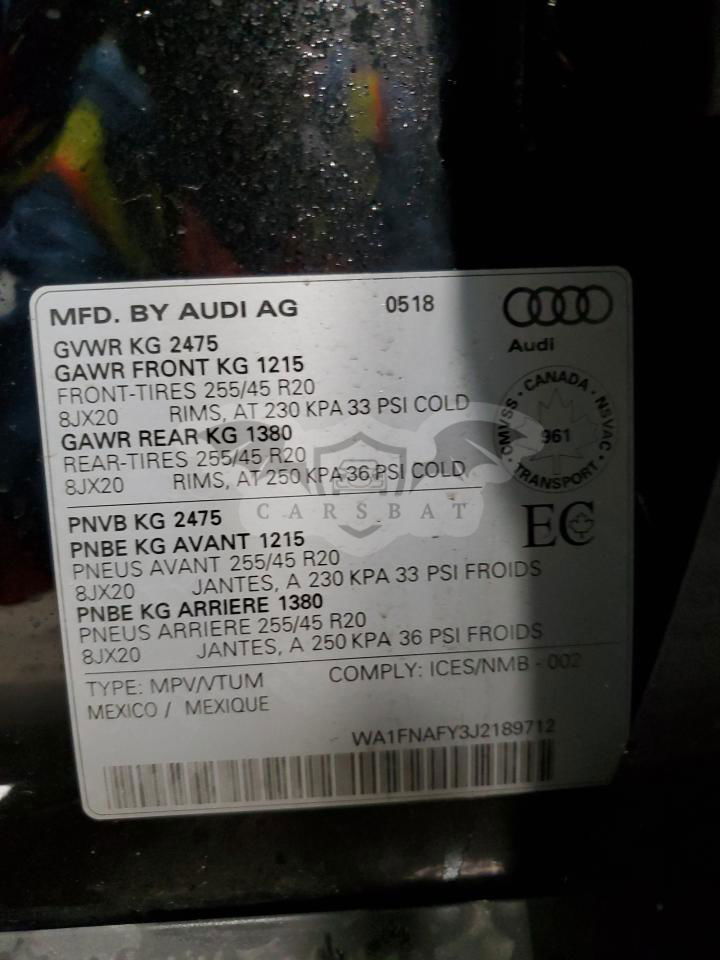 MFD. BY AUDI AG 0518
Audi
GVWR KG 2475
GAWR FRONT KG 1215
FRONT-TIRES 255/45 R20
8JX20 RIMS, AT 230 KPA 33 PSI COLD
GAWR REAR KG 1380
REAR-TIRES 255/45 R20
8JX20 RIMS, AT 250 KPA 36 PSI COLD
CANADA · NSVAC · TRANSPORT · CMVSS ·
961
CARSBAT
EC
PNVB KG 2475
PNBE KG AVANT 1215
PNEUS AVANT 255/45 R20
8JX20 JANTES, A 230 KPA 33 PSI FROIDS
PNBE KG ARRIERE 1380
PNEUS ARRIERE 255/45 R20
8JX20 JANTES, A 250 KPA 36 PSI FROIDS
TYPE: MPV/VTUM COMPLY: ICES/NMB - 002
MEXICO / MEXIQUE
WA1FNAFY3J2189712